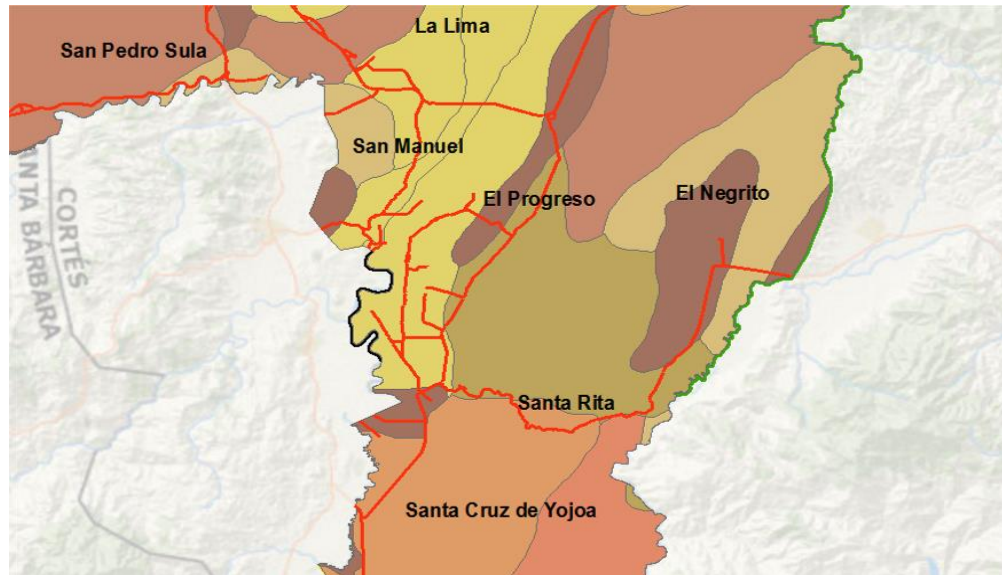 La Lima
San Pedro Sula
San Manuel
El Negrito
El Progreso
CORTÉS
ANTA BÁRBARA
Santa Rita
Santa Cruz de Yojoa